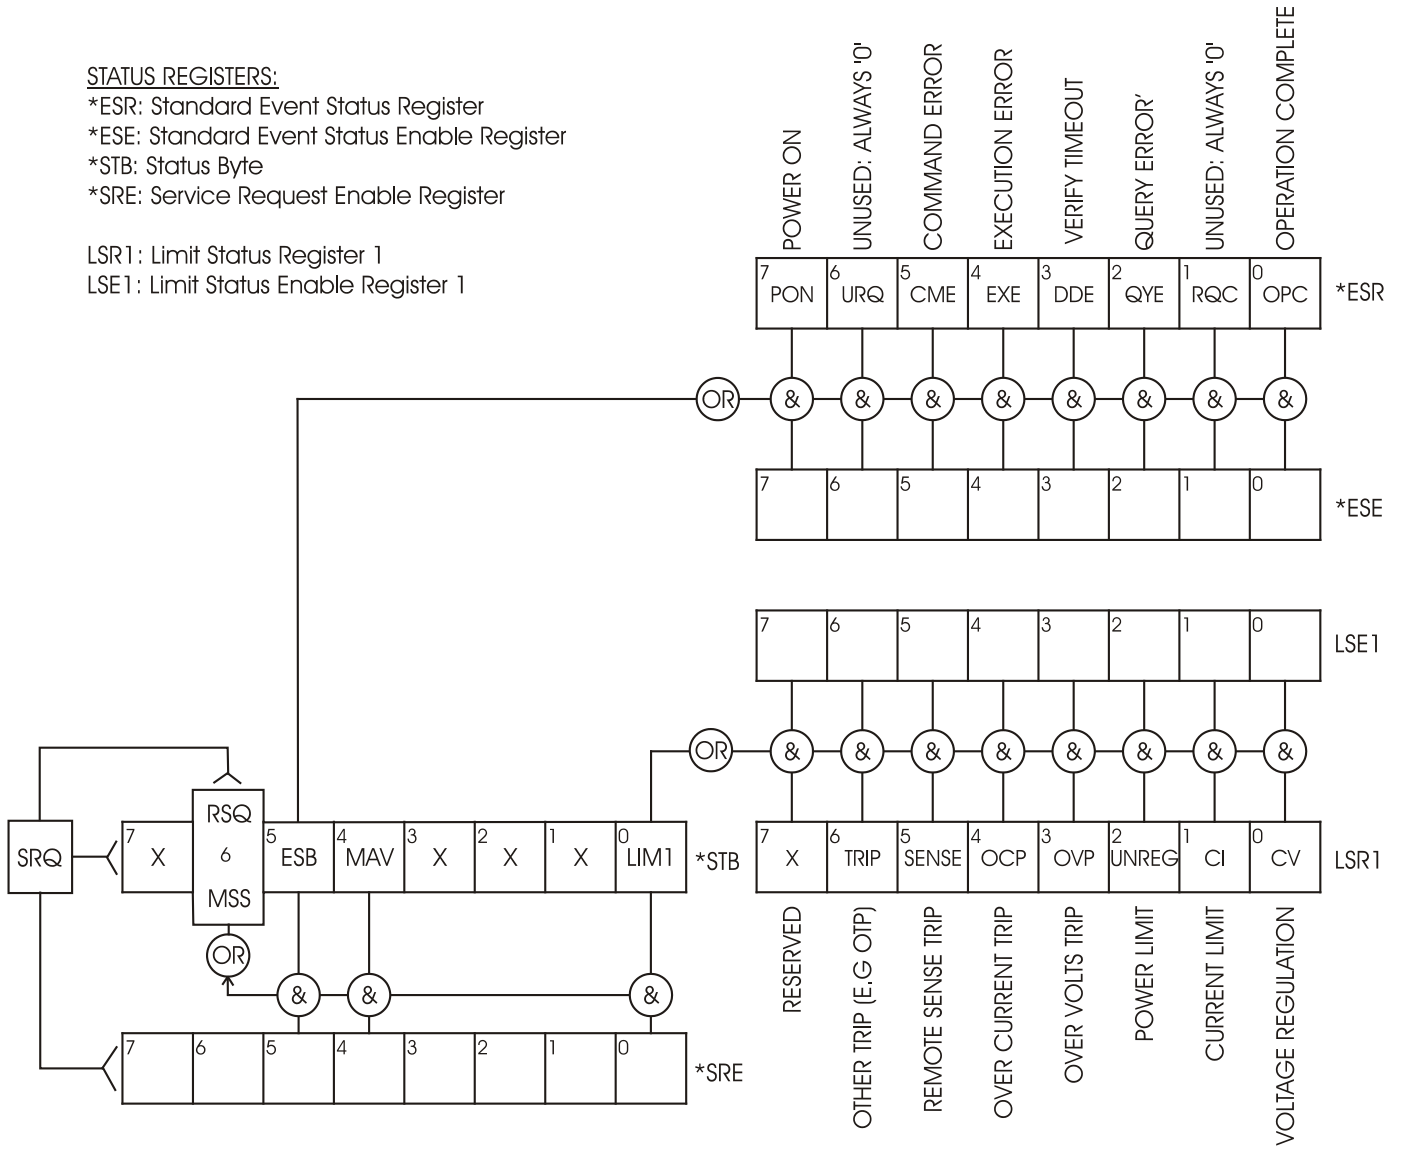 STATUS REGISTERS:
*ESR: Standard Event Status Register
*ESE: Standard Event Status Enable Register
*STB: Status Byte
*SRE: Service Request Enable Register
LSR1: Limit Status Register 1
LSE1: Limit Status Enable Register 1
POWER ON
UNUSED: ALWAYS '0'
COMMAND ERROR
EXECUTION ERROR
VERIFY TIMEOUT
QUERY ERROR'
UNUSED: ALWAYS '0'
OPERATION COMPLETE
7 6 5 4 3 2 1 0
PON URQ CME EXE DDE QYE RQC OPC *ESR
OR & & & & & & & &
7 6 5 4 3 2 1 0
*ESE
7 6 5 4 3 2 1 0
LSE1
OR & & & & & & & &
SRQ
7 5 4 3 2 1 0
X ESB MAV X X X LIM1 *STB
RSQ
6
MSS
7 6 5 4 3 2 1 0
X TRIP SENSE OCP OVP UNREG CI CV LSR1
OR
& & &
7 6 5 4 3 2 1 0
*SRE
RESERVED
OTHER TRIP (E.G OTP)
REMOTE SENSE TRIP
OVER CURRENT TRIP
OVER VOLTS TRIP
POWER LIMIT
CURRENT LIMIT
VOLTAGE REGULATION